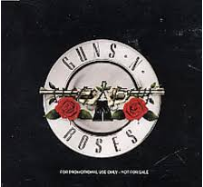 GUNS N'
ROSES
FOR PROMOTIONAL USE ONLY - NOT FOR SALE